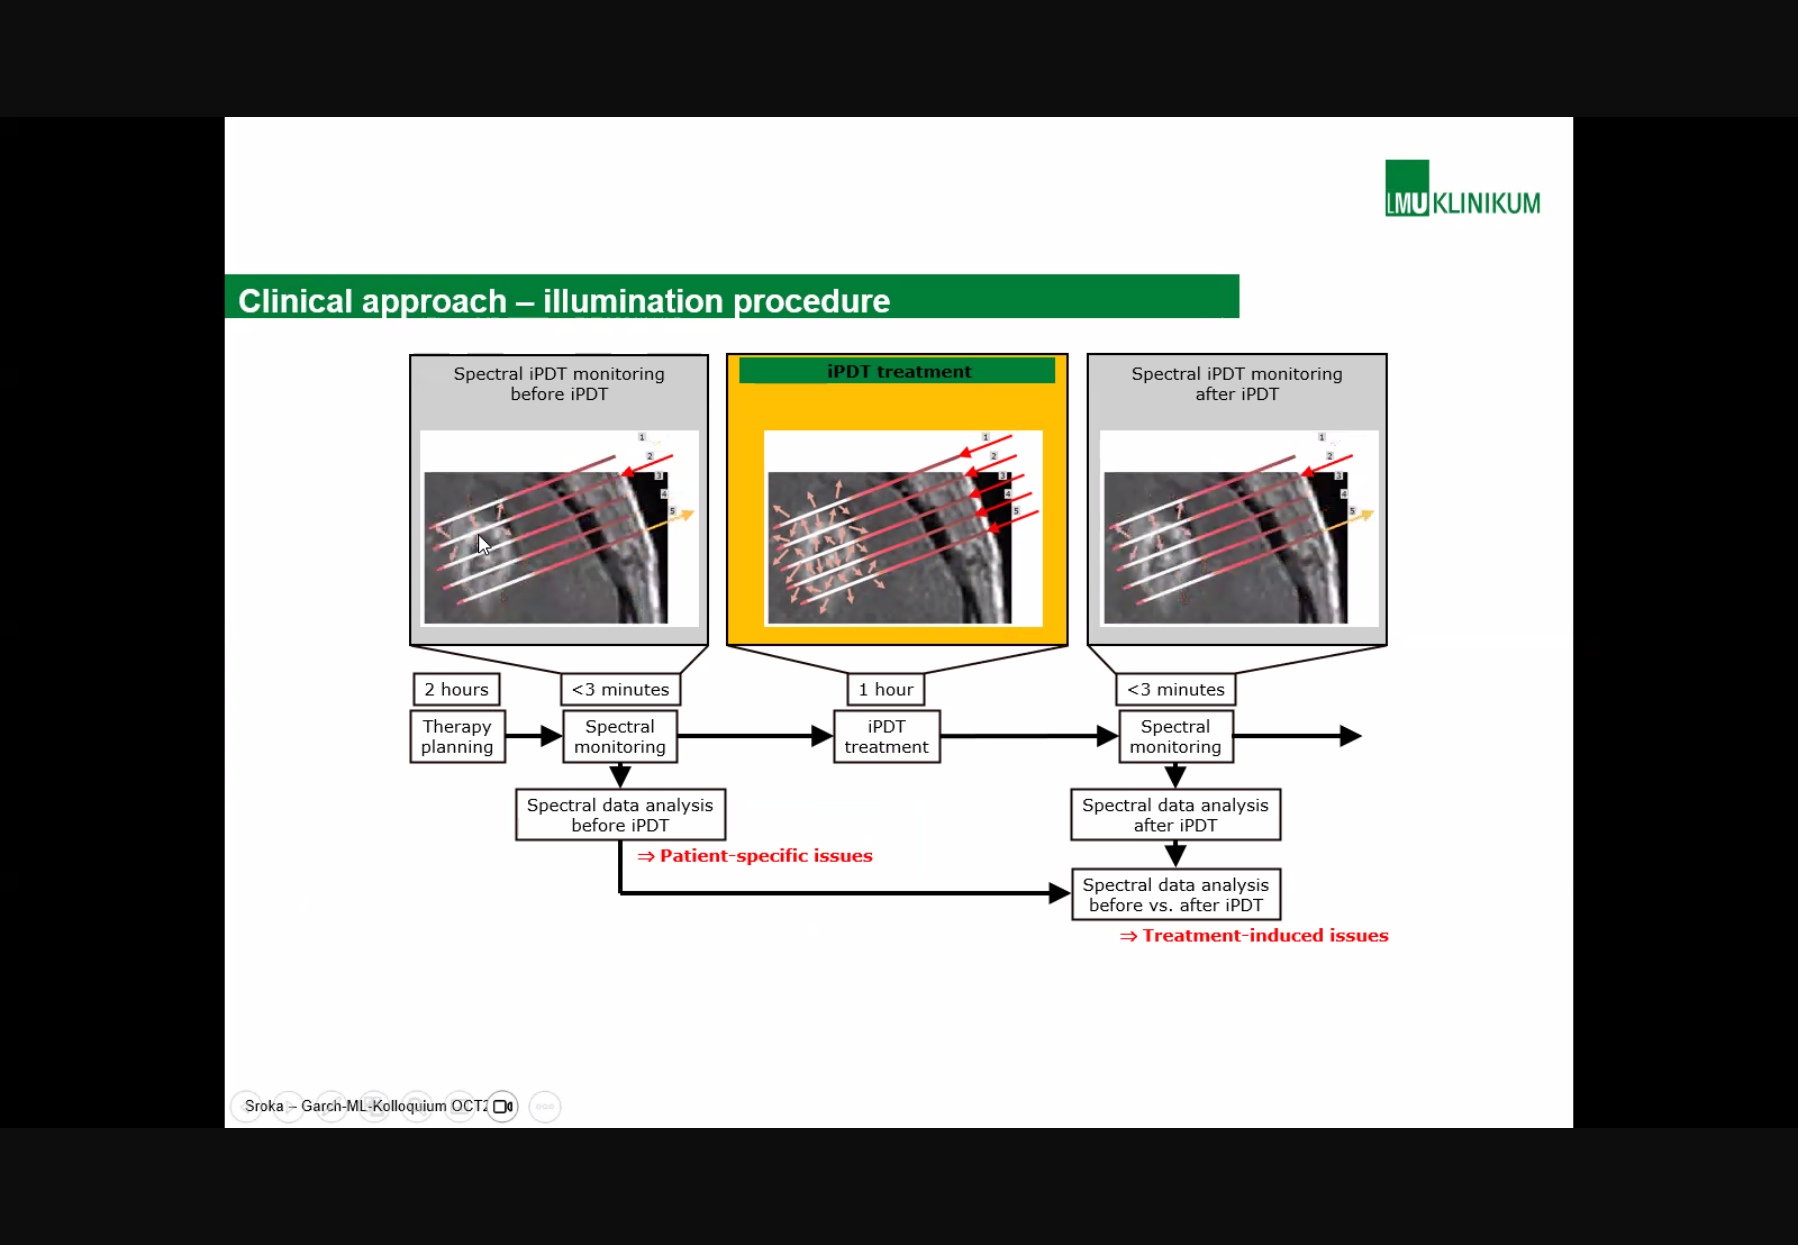 LMU KLINIKUM
Clinical approach – illumination procedure
Spectral iPDT monitoring
before iPDT
1
2
3
4
5
iPDT treatment
1
2
3
4
5
Spectral iPDT monitoring
after iPDT
1
2
3
4
5
2 hours
<3 minutes
1 hour
<3 minutes
Therapy
planning
Spectral
monitoring
iPDT
treatment
Spectral
monitoring
Spectral data analysis
before iPDT
Spectral data analysis
after iPDT
⇒ Patient-specific issues
Spectral data analysis
before vs. after iPDT
⇒ Treatment-induced issues
Sroka – Garch-ML-Kolloquium OCT2